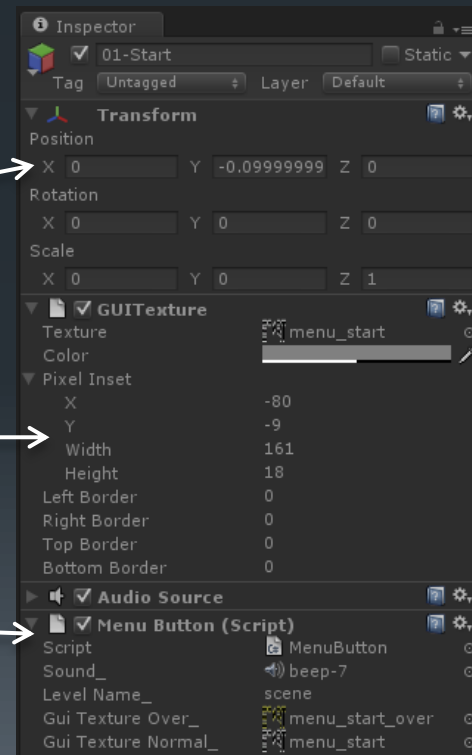 Inspector
01-Start Static
Tag Untagged Layer Default
Transform
Position
X 0 Y -0.09999999 Z 0
Rotation
X 0 Y 0 Z 0
Scale
X 0 Y 0 Z 1
GUITexture
Texture menu_start
Color
Pixel Inset
X -80
Y -9
Width 161
Height 18
Left Border 0
Right Border 0
Top Border 0
Bottom Border 0
Audio Source
Menu Button (Script)
Script MenuButton
Sound_ beep-7
Level Name_ scene
Gui Texture Over_ menu_start_over
Gui Texture Normal_ menu_start